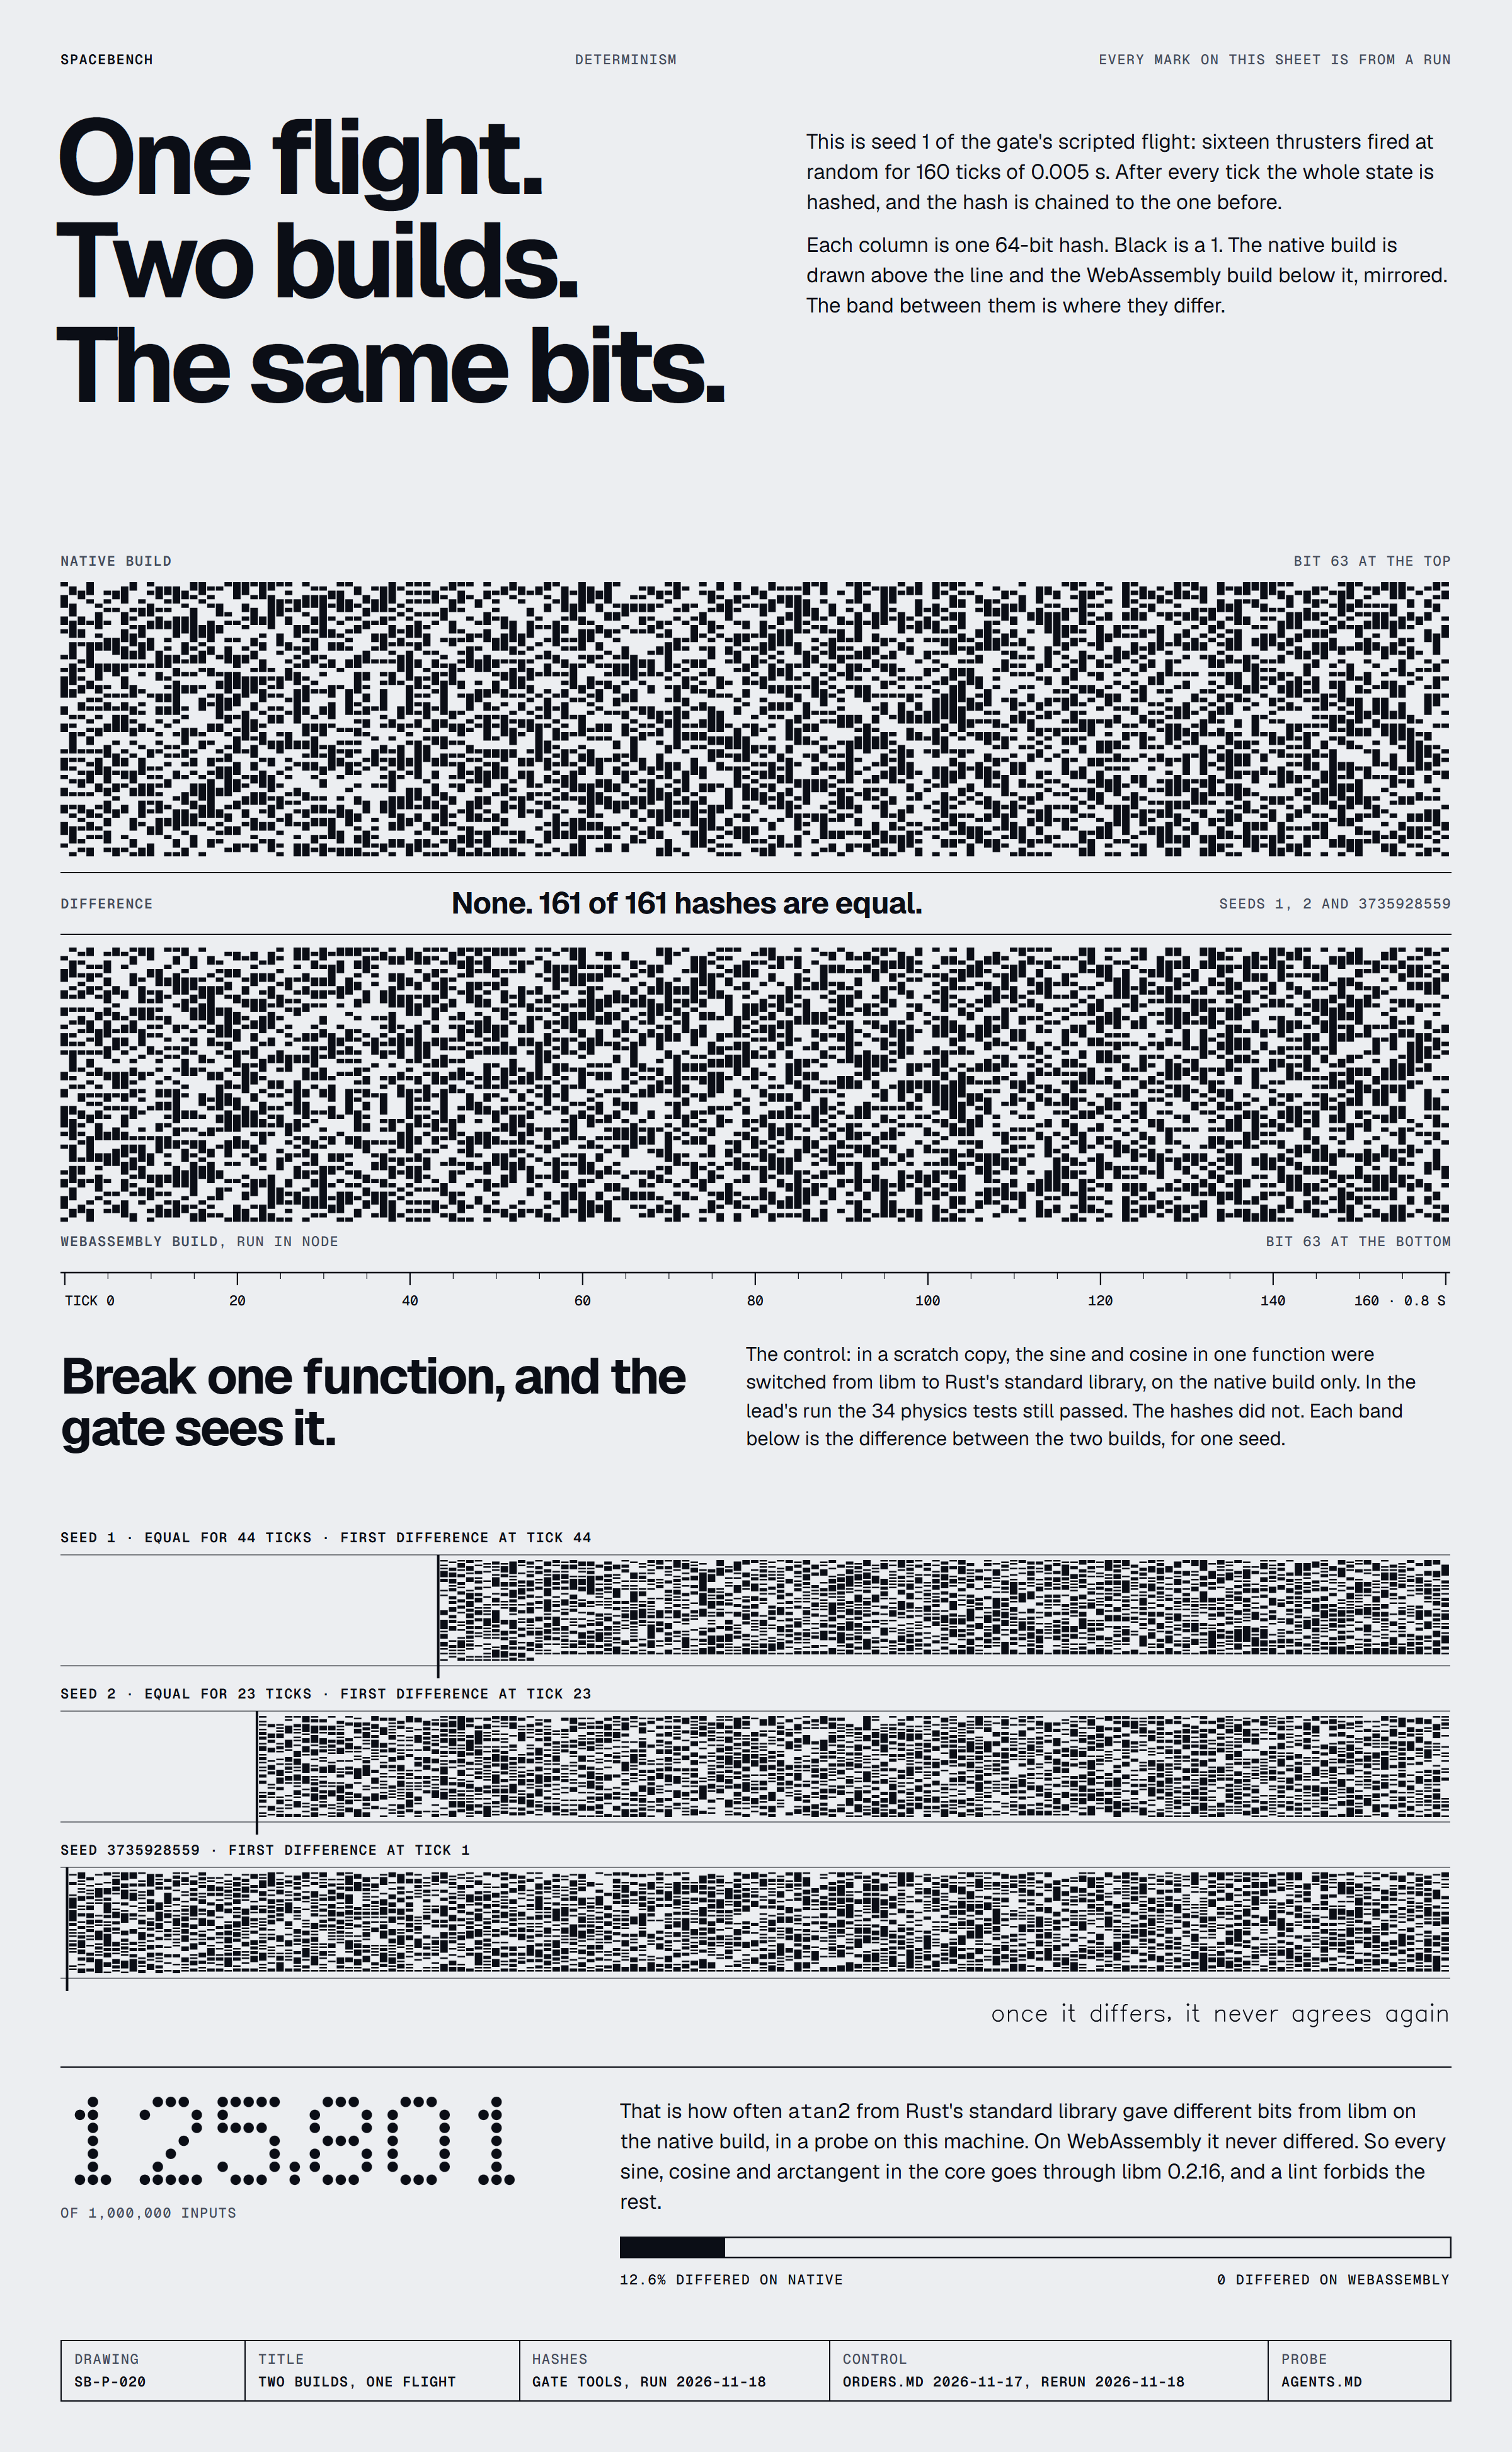 SPACEBENCH
DETERMINISM
EVERY MARK ON THIS SHEET IS FROM A RUN
One flight.
Two builds.
The same bits.
This is seed 1 of the gate's scripted flight: sixteen thrusters fired at
random for 160 ticks of 0.005 s. After every tick the whole state is
hashed, and the hash is chained to the one before.
Each column is one 64-bit hash. Black is a 1. The native build is
drawn above the line and the WebAssembly build below it, mirrored.
The band between them is where they differ.
NATIVE BUILD
BIT 63 AT THE TOP
DIFFERENCE
None. 161 of 161 hashes are equal.
SEEDS 1, 2 AND 3735928559
WEBASSEMBLY BUILD, RUN IN NODE
BIT 63 AT THE BOTTOM
TICK 0 20 40 60 80 100 120 140 160 · 0.8 S
Break one function, and the
gate sees it.
The control: in a scratch copy, the sine and cosine in one function were
switched from libm to Rust's standard library, on the native build only. In the
lead's run the 34 physics tests still passed. The hashes did not. Each band
below is the difference between the two builds, for one seed.
SEED 1 · EQUAL FOR 44 TICKS · FIRST DIFFERENCE AT TICK 44
SEED 2 · EQUAL FOR 23 TICKS · FIRST DIFFERENCE AT TICK 23
SEED 3735928559 · FIRST DIFFERENCE AT TICK 1
once it differs, it never agrees again
125.801
OF 1,000,000 INPUTS
That is how often atan2 from Rust's standard library gave different bits from libm on
the native build, in a probe on this machine. On WebAssembly it never differed. So every
sine, cosine and arctangent in the core goes through libm 0.2.16, and a lint forbids the
rest.
12.6% DIFFERED ON NATIVE
0 DIFFERED ON WEBASSEMBLY
DRAWING
SB-P-020
TITLE
TWO BUILDS, ONE FLIGHT
HASHES
GATE TOOLS, RUN 2026-11-18
CONTROL
ORDERS.MD 2026-11-17, RERUN 2026-11-18
PROBE
AGENTS.MD